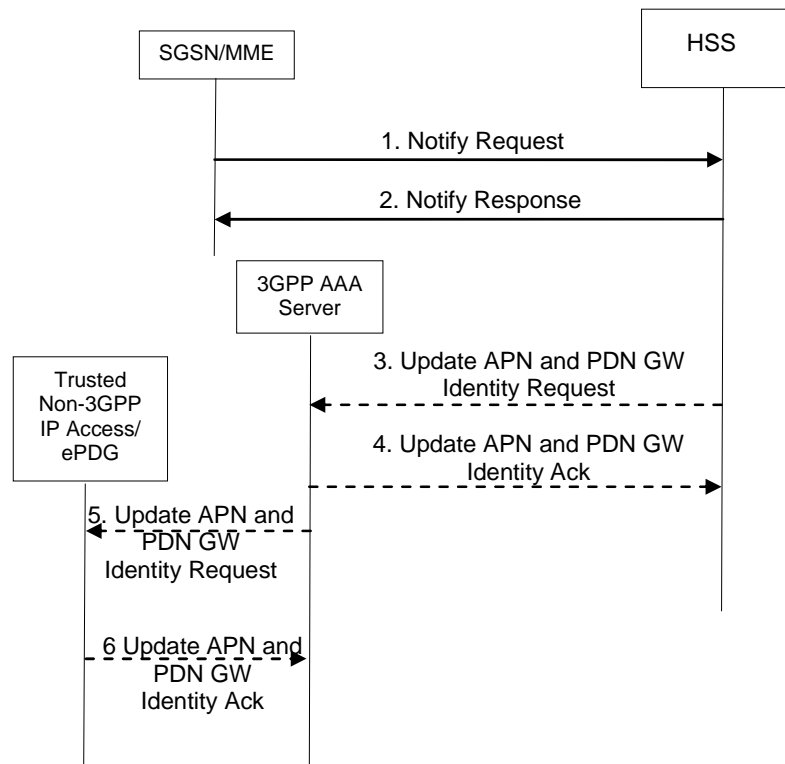 SGSN/MME
HSS
1. Notify Request
2. Notify Response
3GPP AAA
Server
3. Update APN and PDN GW
Identity Request
Trusted
Non-3GPP
IP Access/
ePDG
4. Update APN and PDN GW
Identity Ack
5. Update APN and
PDN GW
Identity Request
6 Update APN and
PDN GW
Identity Ack